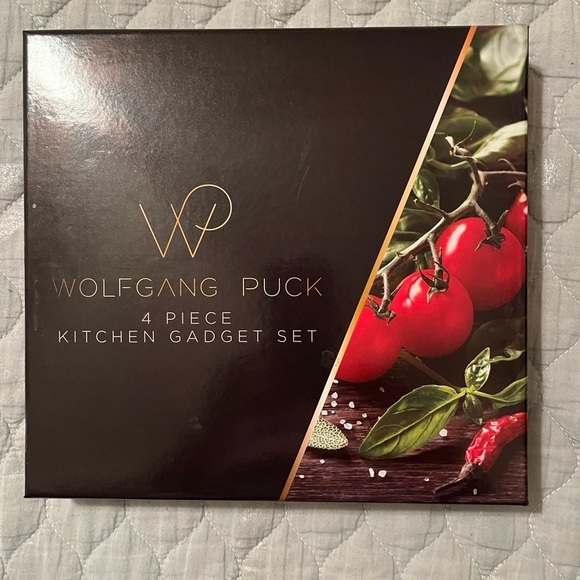 WP
WOLFGANG PUCK
4 PIECE
KITCHEN GADGET SET